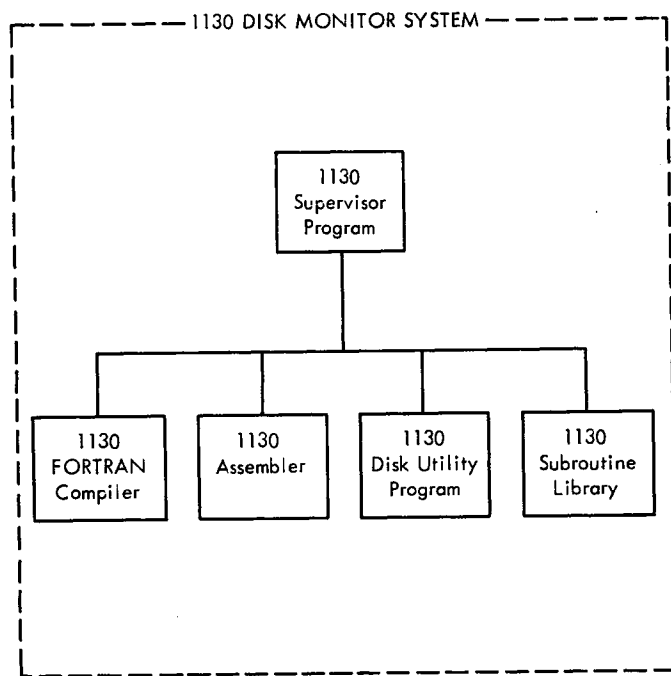 1130 DISK MONITOR SYSTEM
1130
Supervisor
Program
1130
FORTRAN
Compiler
1130
Assembler
1130
Disk Utility
Program
1130
Subroutine
Library